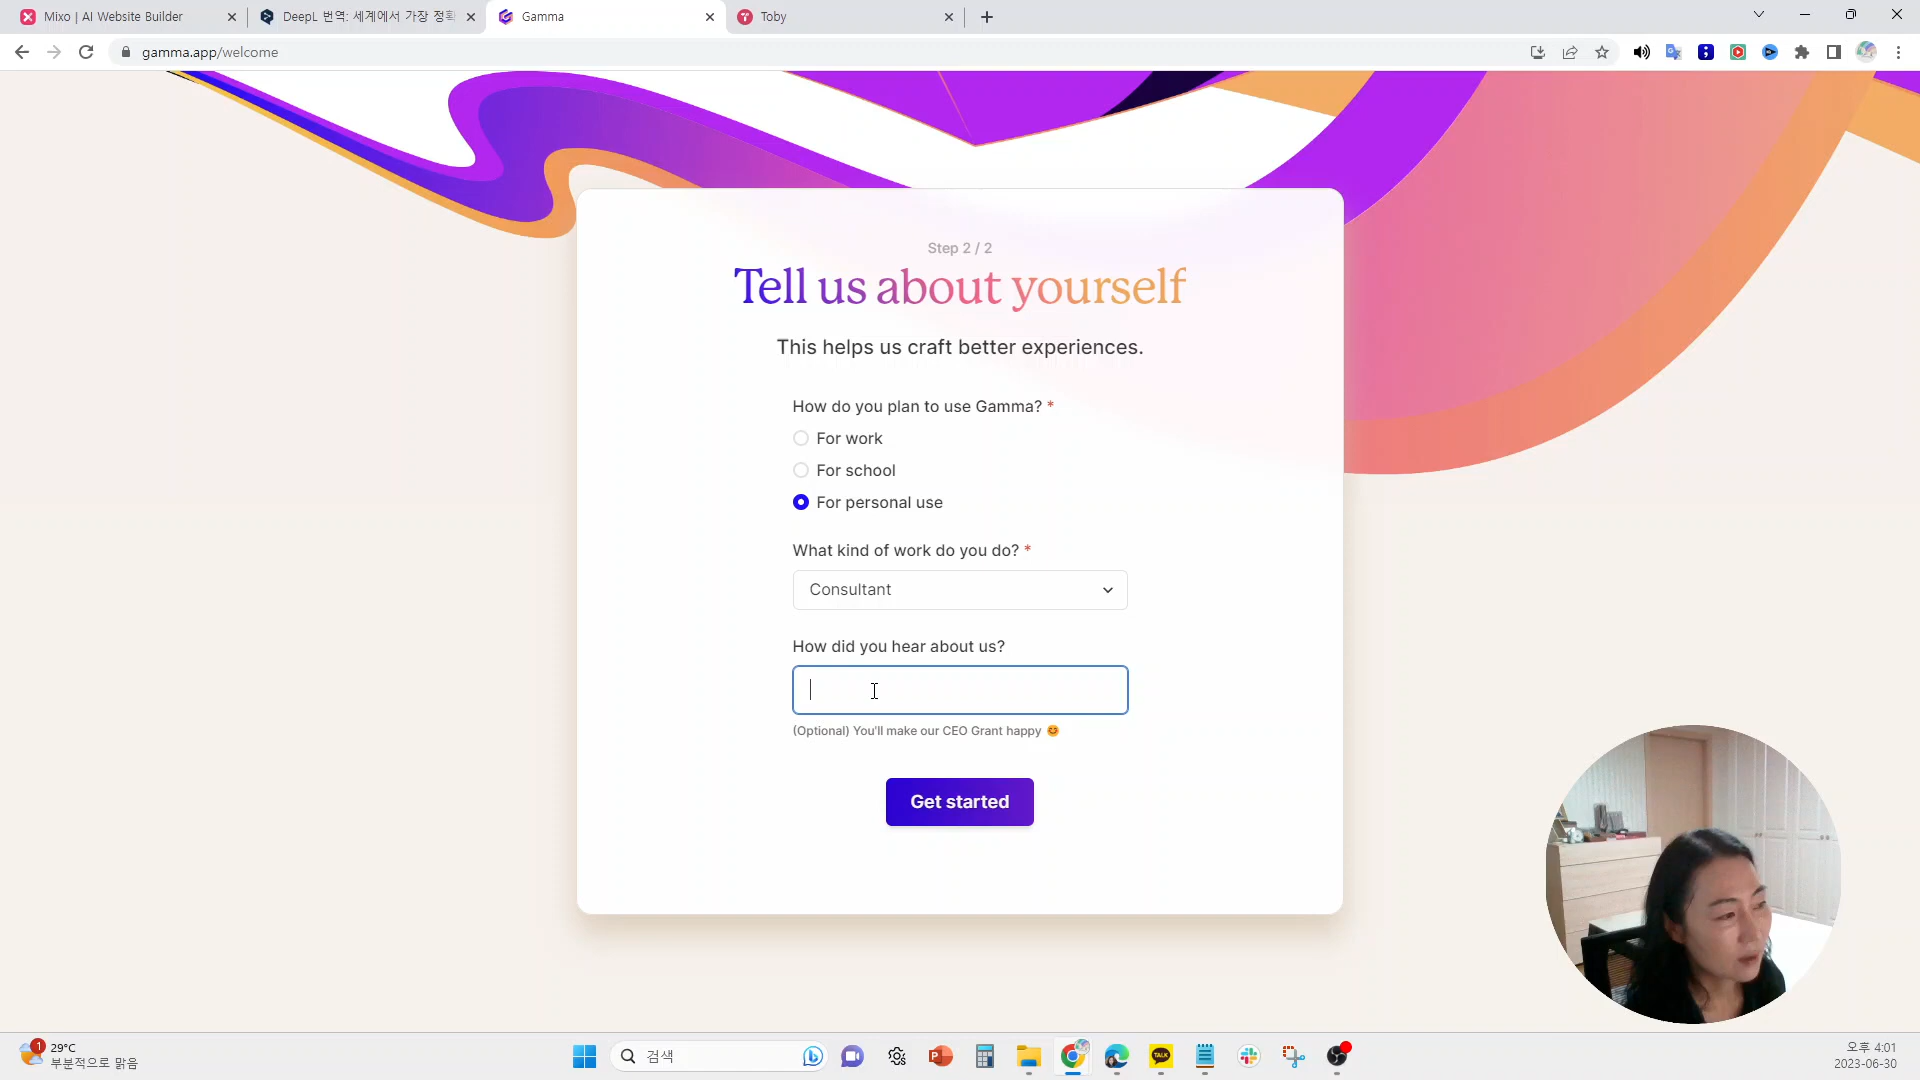 Mixo | AI Website Builder
DeepL 번역: 세계에서 가장 정확
Gamma
Toby
gamma.app/welcome
Step 2 / 2
Tell us about yourself
This helps us craft better experiences.
How do you plan to use Gamma? *
For work
For school
For personal use
What kind of work do you do? *
Consultant
How did you hear about us?
(Optional) You'll make our CEO Grant happy 😊
Get started
1
29°C
부분적으로 맑음
검색
TALK
오후 4:01
2023-06-30